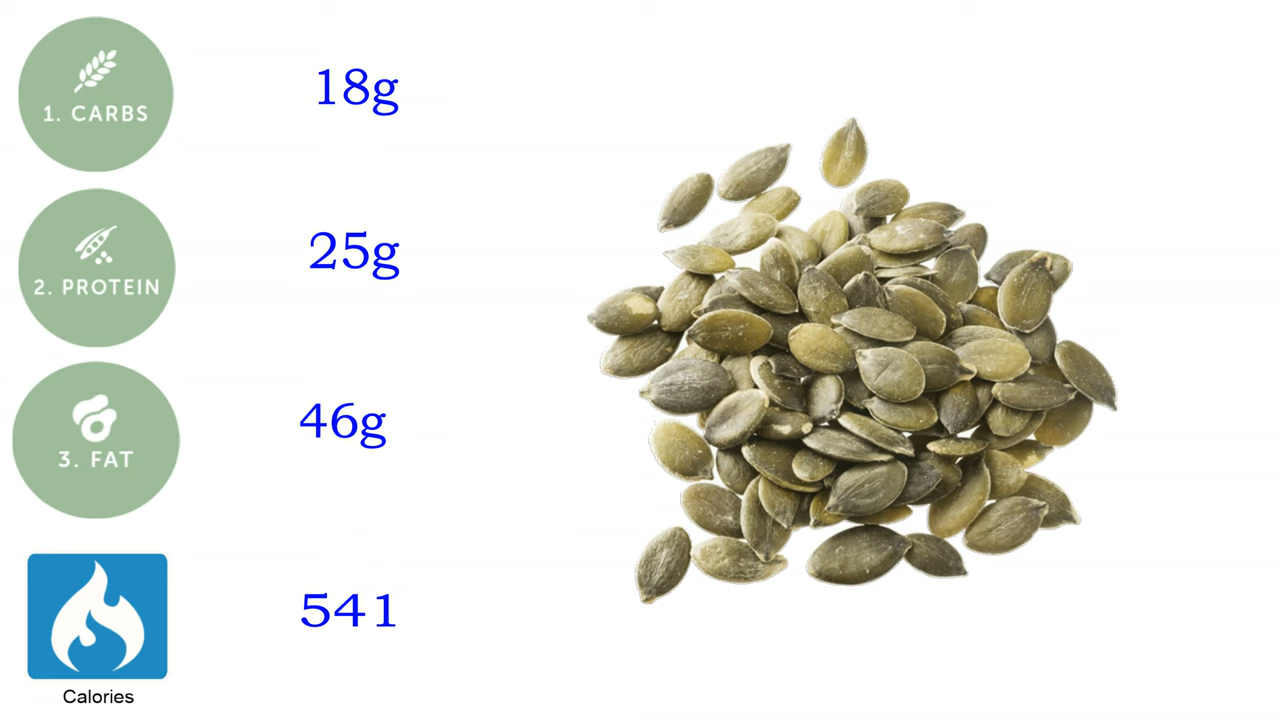 1. CARBS
18g
2. PROTEIN
25g
3. FAT
46g
541
Calories